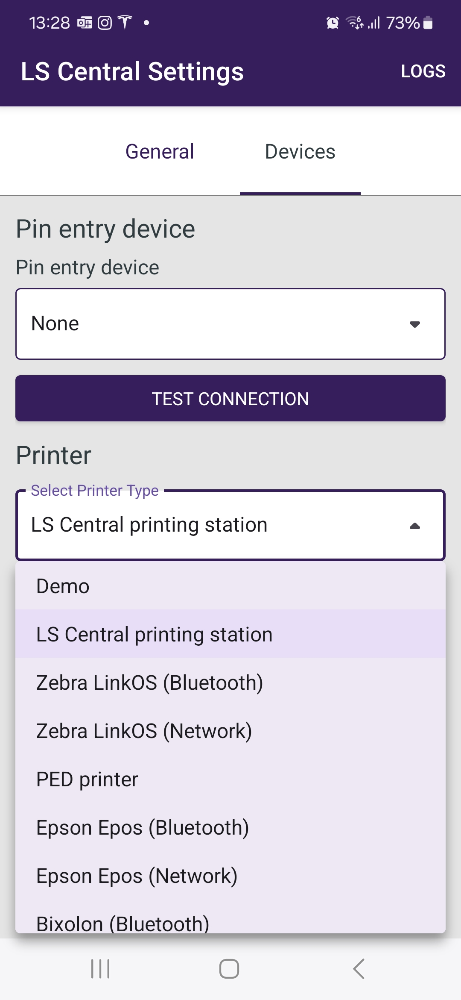 13:28
6 73%
LS Central Settings LOGS
General Devices
Pin entry device
Pin entry device
None
TEST CONNECTION
Printer
Select Printer Type
LS Central printing station
Demo
LS Central printing station
Zebra LinkOS (Bluetooth)
Zebra LinkOS (Network)
PED printer
Epson Epos (Bluetooth)
Epson Epos (Network)
Bixolon (Bluetooth)